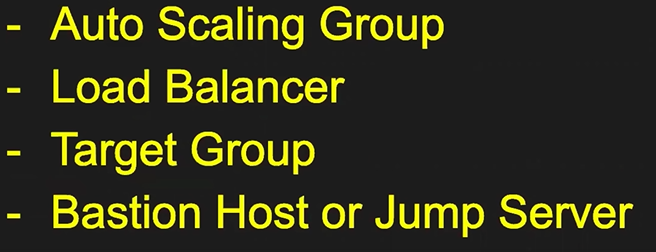 - Auto Scaling Group
- Load Balancer
- Target Group
- Bastion Host or Jump Server